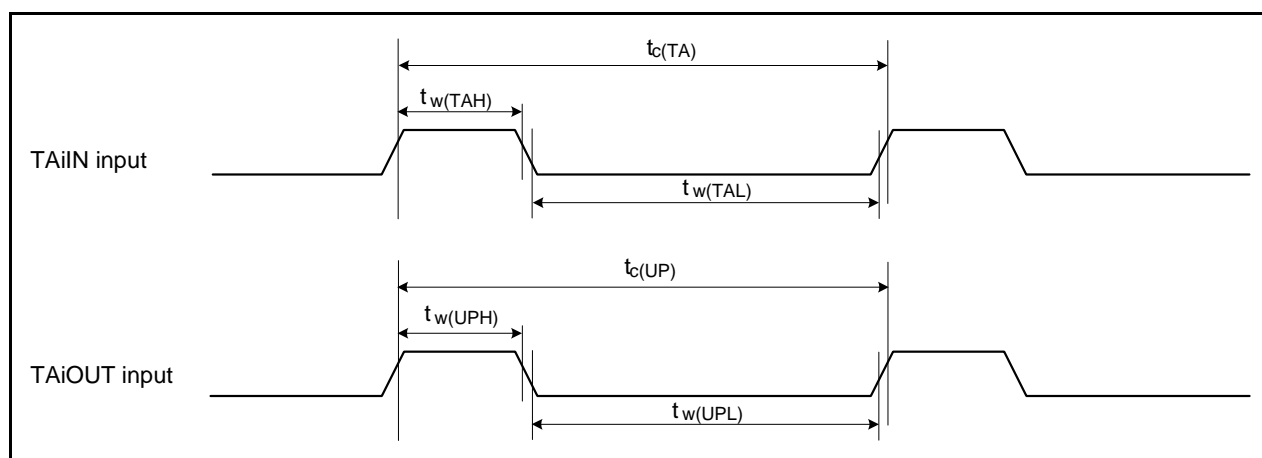 tc(TA)
tw(TAH)
TAiIN input
tw(TAL)
tc(UP)
tw(UPH)
TAiOUT input
tw(UPL)